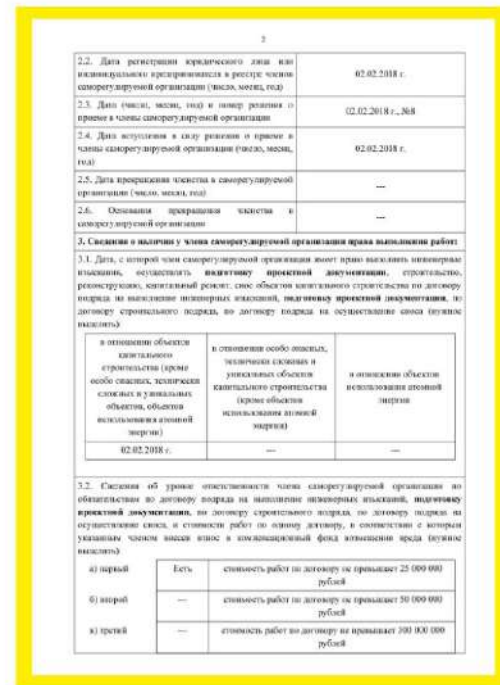 2
2.2. Дата регистрации юридического лица или
индивидуального предпринимателя в реестре членов
саморегулируемой организации (число, месяц, год)
02.02.2018 г.
2.3. Дата (число, месяц, год) и номер решения о
приеме в члены саморегулируемой организации
02.02.2018 г., №8
2.4. Дата вступления в силу решения о приеме в
члены саморегулируемой организации (число, месяц,
год)
02.02.2018 г.
2.5. Дата прекращения членства в саморегулируемой
организации (число, месяц, год)
---
2.6. Основания прекращения членства в
саморегулируемой организации
---
3. Сведения о наличии у члена саморегулируемой организации права выполнения работ:
3.1. Дата, с которой член саморегулируемой организации имеет право выполнять инженерные
изыскания, осуществлять подготовку проектной документации, строительство,
реконструкцию, капитальный ремонт, снос объектов капитального строительства по договору
подряда на выполнение инженерных изысканий, подготовку проектной документации, по
договору строительного подряда, по договору подряда на осуществление сноса (нужное
выделить):
в отношении объектов
капитального
строительства (кроме
особо опасных, технически
сложных и уникальных
объектов, объектов
использования атомной
энергии)
в отношении особо опасных,
технически сложных и
уникальных объектов
капитального строительства
(кроме объектов
использования атомной
энергии)
в отношении объектов
использования атомной
энергии
02.02.2018 г.
---
---
3.2. Сведения об уровне ответственности члена саморегулируемой организации по
обязательствам по договору подряда на выполнение инженерных изысканий, подготовку
проектной документации, по договору строительного подряда, по договору подряда на
осуществление сноса, и стоимости работ по одному договору, в соответствии с которым
указанным членом внесен взнос в компенсационный фонд возмещения вреда (нужное
выделить):
а) первый
Есть
стоимость работ по договору не превышает 25 000 000
рублей
б) второй
---
стоимость работ по договору не превышает 50 000 000
рублей
в) третий
---
стоимость работ по договору не превышает 300 000 000
рублей